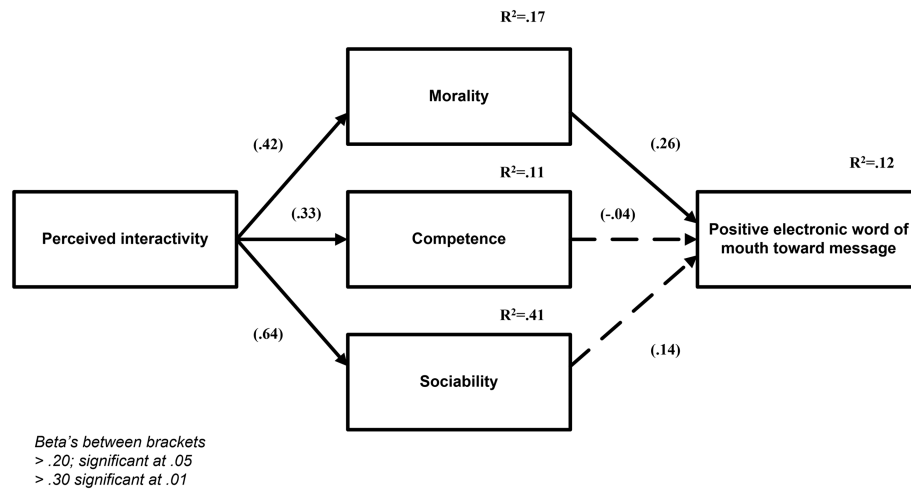 R²=.17
Morality
(.42)
(.26)
R²=.11
R²=.12
Perceived interactivity
(.33)
Competence
(-.04)
Positive electronic word of
mouth toward message
R²=.41
(.64)
Sociability
(.14)
Beta's between brackets
> .20; significant at .05
> .30 significant at .01